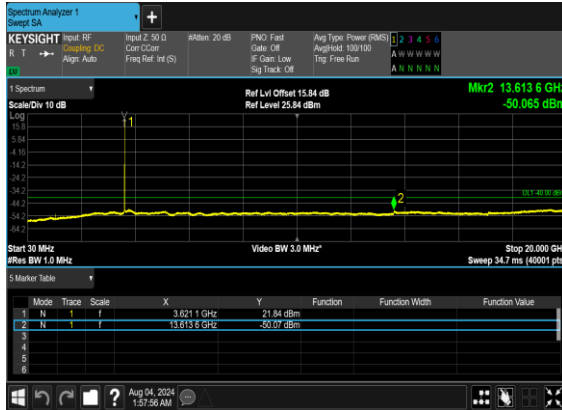 Spectrum Analyzer 1
Swept SA
KEYSIGHT Input: RF Input Z: 50 Ω #Atten: 20 dB PNO: Fast Avg Type: Power (RMS) 1 2 3 4 5 6
R T Coupling: DC Corr CCorr Gate: Off Avg|Hold: 100/100 A W W W W W
Align: Auto Freq Ref: Int (S) IF Gain: Low Trig: Free Run
Sig Track: Off A N N N N N
1 Spectrum Ref Lvl Offset 15.84 dB Mkr2 13.613 6 GHz
Scale/Div 10 dB Ref Level 25.84 dBm -50.065 dBm
Log
15.8
5.84
-4.16
-14.2
-24.2
-34.2
-44.2
-54.2
-64.2
1
2
DL1 -40.00 dBm
Start 30 MHz Video BW 3.0 MHz* Stop 20.000 GHz
#Res BW 1.0 MHz Sweep 34.7 ms (40001 pts)
5 Marker Table
Mode Trace Scale X Y Function Function Width Function Value
1 N 1 f 3.621 1 GHz 21.84 dBm
2 N 1 f 13.613 6 GHz -50.07 dBm
3
4
5
6
? Aug 04, 2024
1:57:56 AM